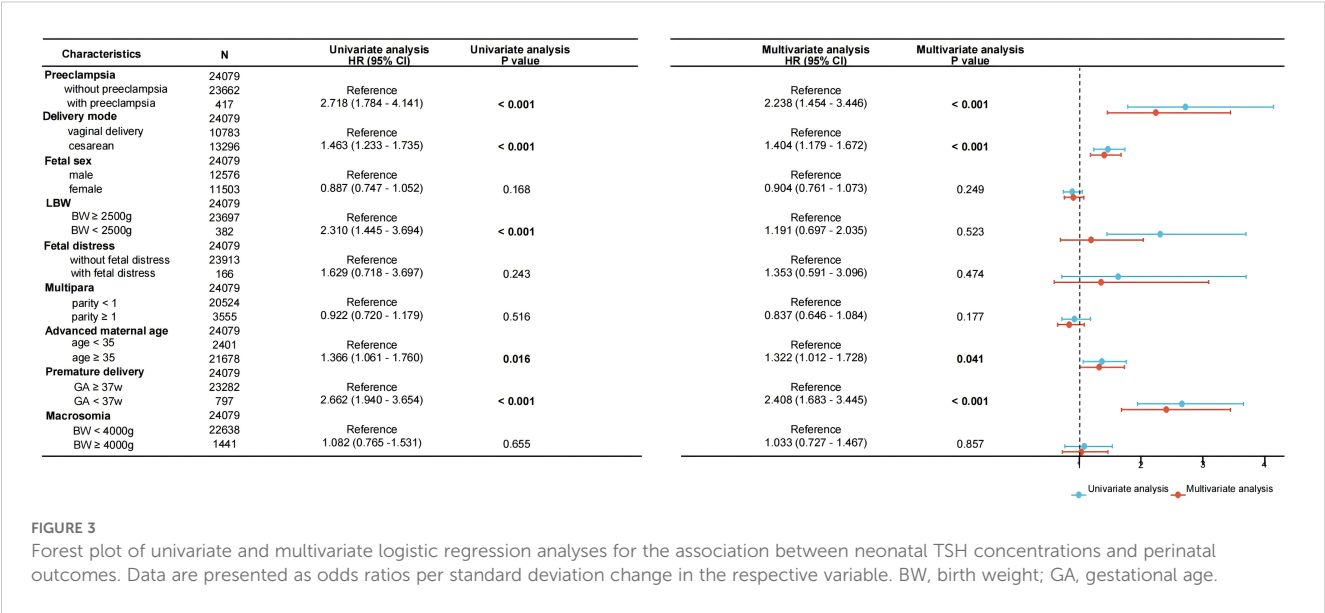 Characteristics N Univariate analysis HR (95% CI) Univariate analysis P value Multivariate analysis HR (95% CI) Multivariate analysis P value
Preeclampsia 24079
without preeclampsia 23662 Reference Reference
with preeclampsia 417 2.718 (1.784 - 4.141) < 0.001 2.238 (1.454 - 3.446) < 0.001
Delivery mode 24079
vaginal delivery 10783 Reference Reference
cesarean 13296 1.463 (1.233 - 1.735) < 0.001 1.404 (1.179 - 1.672) < 0.001
Fetal sex 24079
male 12576 Reference Reference
female 11503 0.887 (0.747 - 1.052) 0.168 0.904 (0.761 - 1.073) 0.249
LBW 24079
BW ≥ 2500g 23697 Reference Reference
BW < 2500g 382 2.310 (1.445 - 3.694) < 0.001 1.191 (0.697 - 2.035) 0.523
Fetal distress 24079
without fetal distress 23913 Reference Reference
with fetal distress 166 1.629 (0.718 - 3.697) 0.243 1.353 (0.591 - 3.096) 0.474
Multipara 24079
parity < 1 20524 Reference Reference
parity ≥ 1 3555 0.922 (0.720 - 1.179) 0.516 0.837 (0.646 - 1.084) 0.177
Advanced maternal age 24079
age < 35 2401 Reference Reference
age ≥ 35 21678 1.366 (1.061 - 1.760) 0.016 1.322 (1.012 - 1.728) 0.041
Premature delivery 24079
GA ≥ 37w 23282 Reference Reference
GA < 37w 797 2.662 (1.940 - 3.654) < 0.001 2.408 (1.683 - 3.445) < 0.001
Macrosomia 24079
BW < 4000g 22638 Reference Reference
BW ≥ 4000g 1441 1.082 (0.765 -1.531) 0.655 1.033 (0.727 - 1.467) 0.857
1 2 3 4
Univariate analysis Multivariate analysis
FIGURE 3
Forest plot of univariate and multivariate logistic regression analyses for the association between neonatal TSH concentrations and perinatal
outcomes. Data are presented as odds ratios per standard deviation change in the respective variable. BW, birth weight; GA, gestational age.